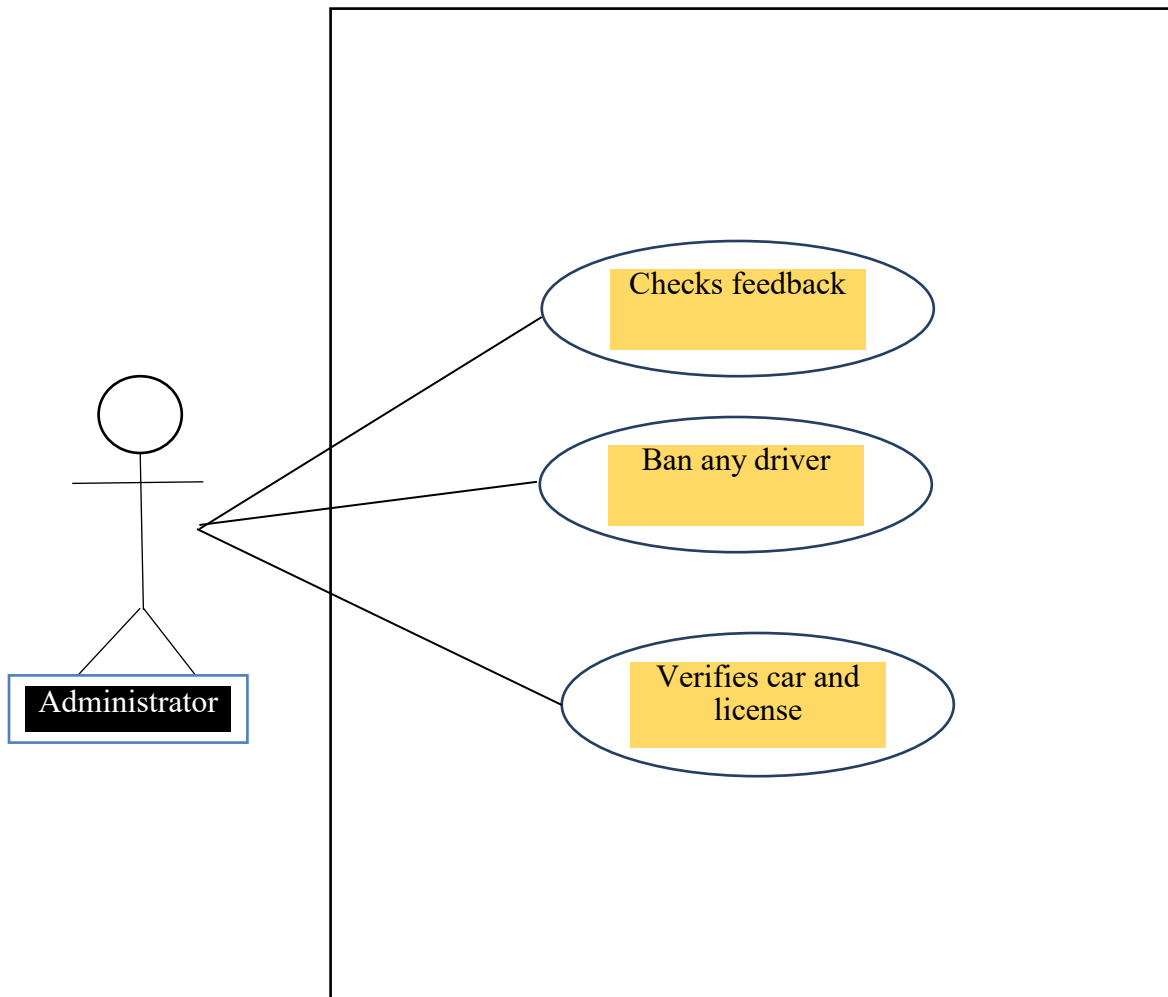 Checks feedback
Ban any driver
Verifies car and
license
Administrator